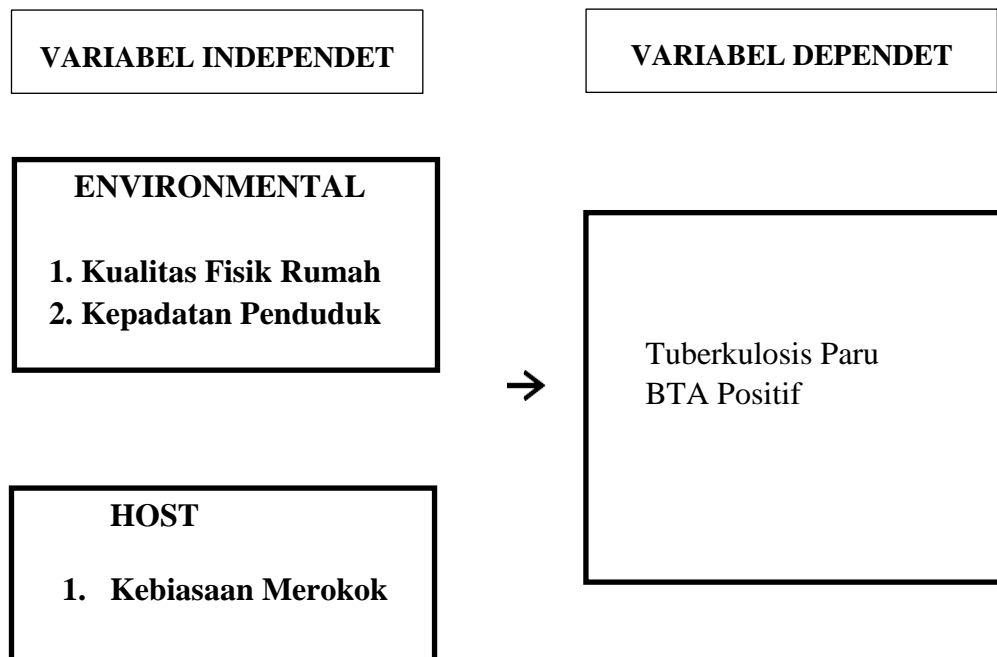 VARIABEL INDEPENDET
VARIABEL DEPENDET
ENVIRONMENTAL
1. Kualitas Fisik Rumah
2. Kepadatan Penduduk
Tuberkulosis Paru
BTA Positif
HOST
1. Kebiasaan Merokok